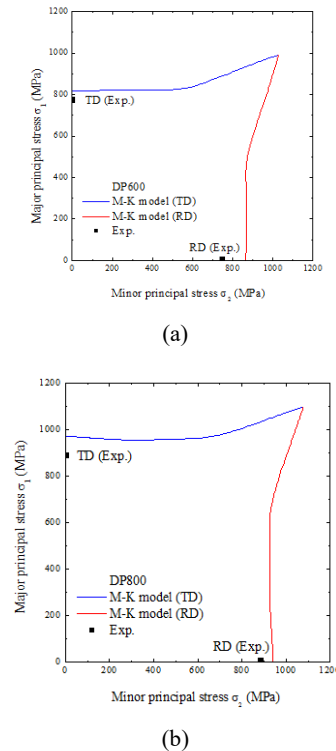 1200
1000
800
600
400
200
0
Major principal stress σ1 (MPa)
TD (Exp.)
DP600
M-K model (TD)
M-K model (RD)
Exp.
RD (Exp.)
0 200 400 600 800 1000 1200
Minor principal stress σ2 (MPa)
(a)
1200
1000
800
600
400
200
0
Major principal stress σ1 (MPa)
TD (Exp.)
DP800
M-K model (TD)
M-K model (RD)
Exp.
RD (Exp.)
0 200 400 600 800 1000 1200
Minor principal stress σ2 (MPa)
(b)